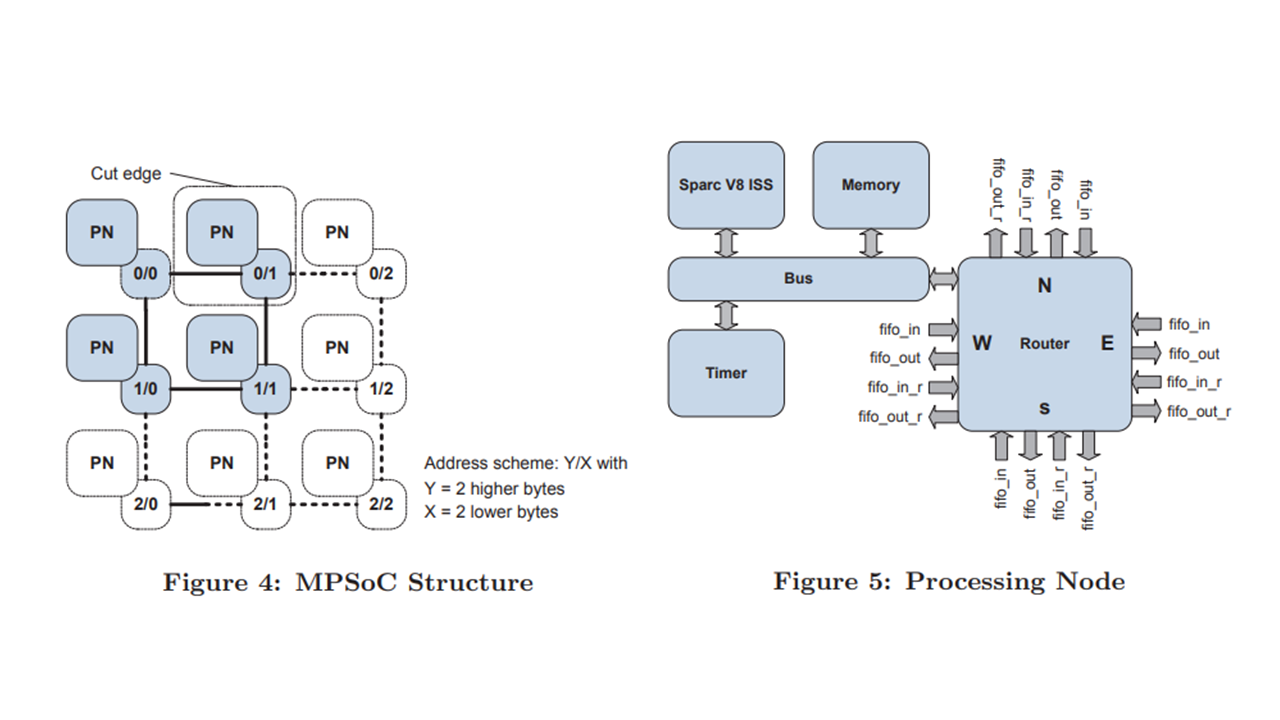 Cut edge
PN
PN
PN
0/0
0/1
0/2
PN
PN
PN
1/0
1/1
1/2
PN
PN
PN
2/0
2/1
2/2
Address scheme: Y/X with
Y = 2 higher bytes
X = 2 lower bytes
Figure 4: MPSoC Structure
Sparc V8 ISS
Memory
Bus
Timer
fifo_out_r
fifo_in_r
fifo_out
fifo_in
N
W
Router
E
S
fifo_in
fifo_out
fifo_in_r
fifo_out_r
fifo_in
fifo_out
fifo_in_r
fifo_out_r
fifo_in
fifo_out
fifo_in_r
fifo_out_r
Figure 5: Processing Node